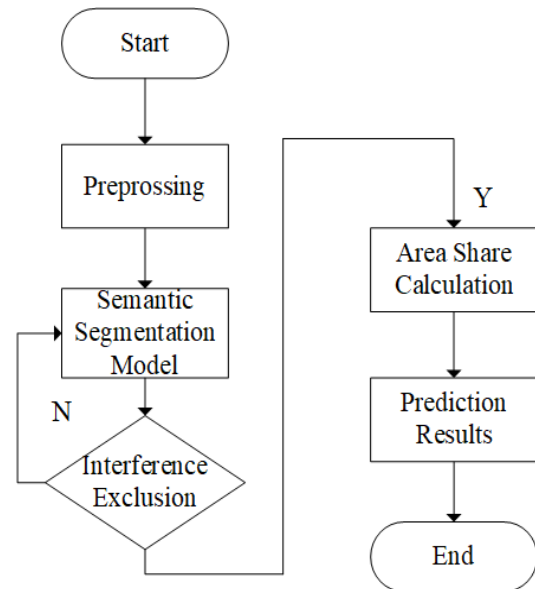 Start
Preprossing
Semantic
Segmentation
Model
N
Interference
Exclusion
Y
Area Share
Calculation
Prediction
Results
End